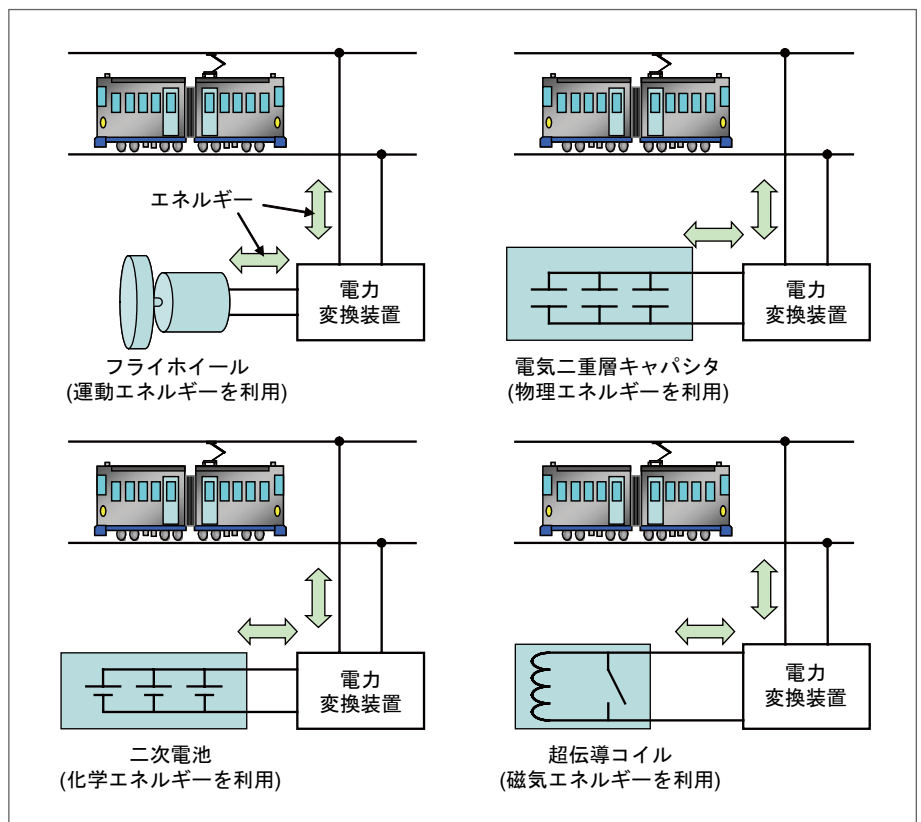 エネルギー
電力
変換装置
フライホイール
(運動エネルギーを利用)
電力
変換装置
電気二重層キャパシタ
(物理エネルギーを利用)
電力
変換装置
二次電池
(化学エネルギーを利用)
電力
変換装置
超伝導コイル
(磁気エネルギーを利用)